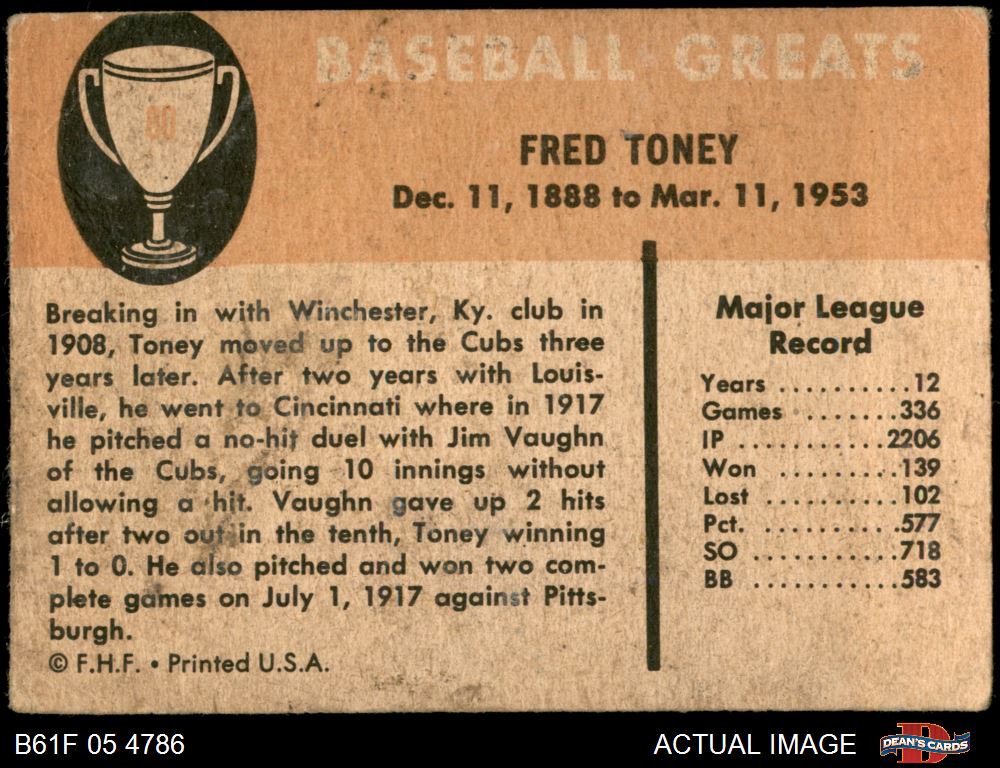 80
BASEBALL GREATS
FRED TONEY
Dec. 11, 1888 to Mar. 11, 1953
Breaking in with Winchester, Ky. club in
1908, Toney moved up to the Cubs three
years later. After two years with Louis-
ville, he went to Cincinnati where in 1917
he pitched a no-hit duel with Jim Vaughn
of the Cubs, going 10 innings without
allowing a hit. Vaughn gave up 2 hits
after two out in the tenth, Toney winning
1 to 0. He also pitched and won two com-
plete games on July 1, 1917 against Pitts-
burgh.
© F.H.F. • Printed U.S.A.
Major League
Record
Years ..........12
Games .......336
IP ...........2206
Won .........139
Lost ..........102
Pct. ..........577
SO ...........718
BB ...........583
B61F 05 4786
ACTUAL IMAGE
D
DEAN'S CARDS